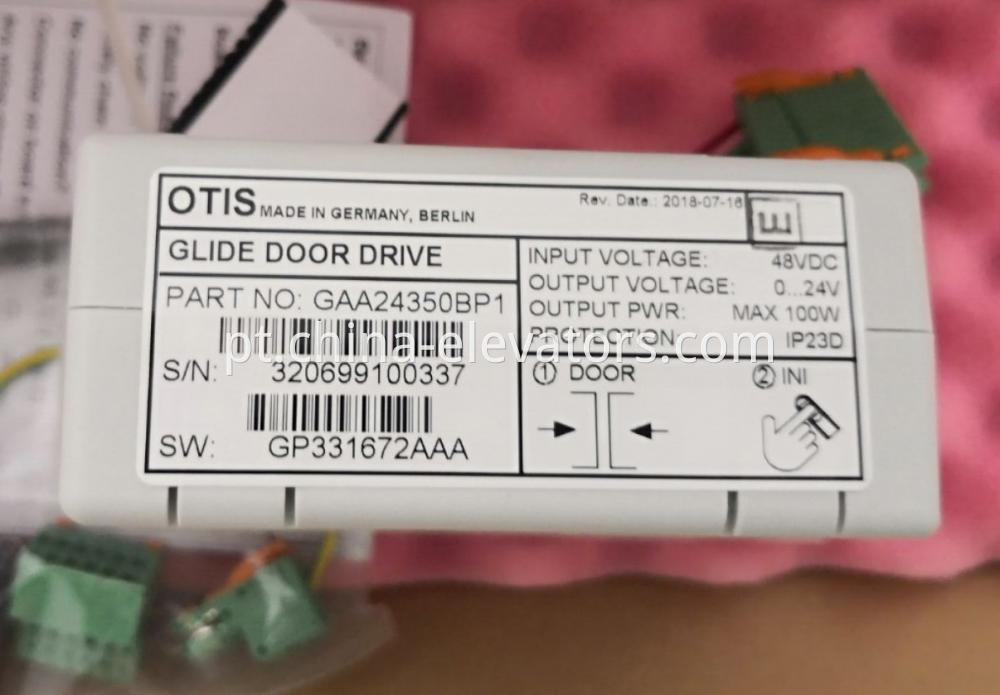 OTIS MADE IN GERMANY, BERLIN
Rev. Date.: 2018-07-16
E
GLIDE DOOR DRIVE
PART NO: GAA24350BP1
S/N: 320699100337
SW: GP331672AAA
INPUT VOLTAGE: 48VDC
OUTPUT VOLTAGE: 0...24V
OUTPUT PWR: MAX 100W
PROTECTION: IP23D
1 DOOR
2 INI
pt.china-elevators.com